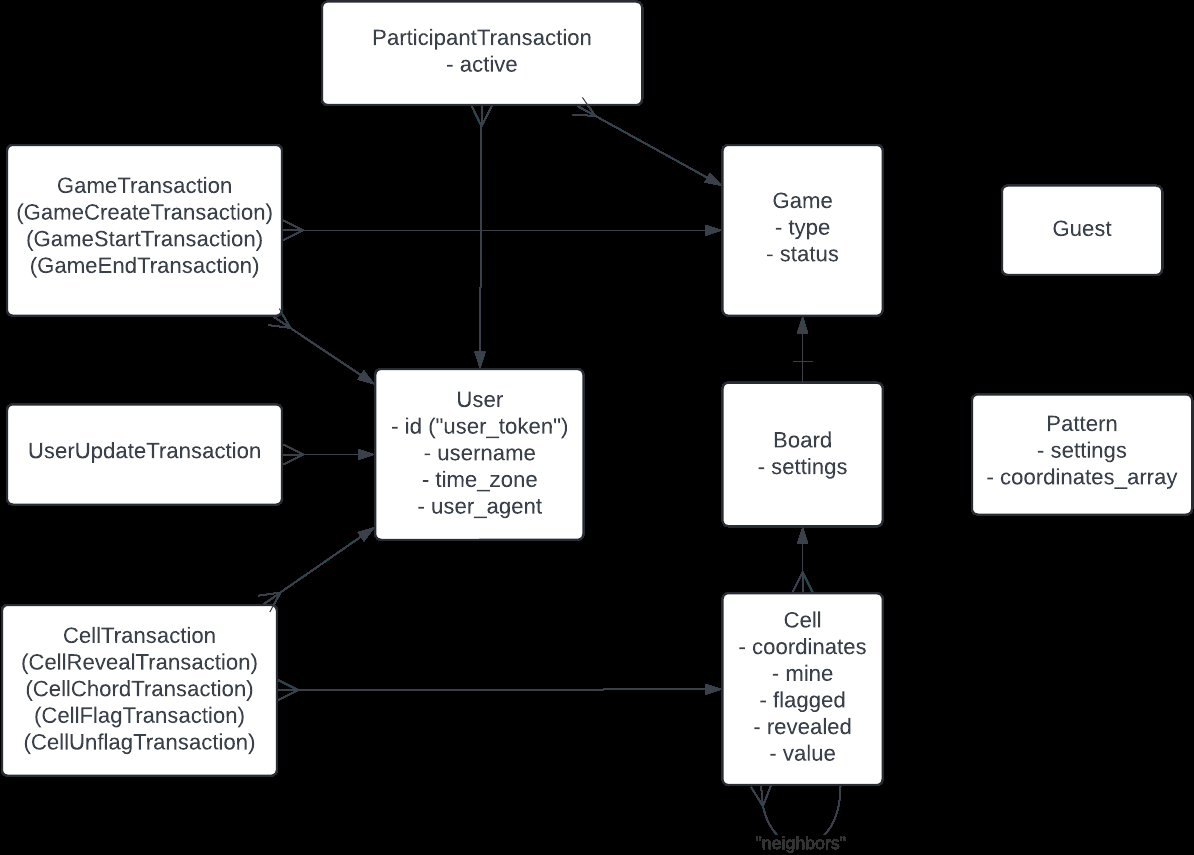 ParticipantTransaction
- active
GameTransaction
(GameCreateTransaction)
(GameStartTransaction)
(GameEndTransaction)
Game
- type
- status
Guest
User
- id ("user_token")
- username
- time_zone
- user_agent
UserUpdateTransaction
Board
- settings
Pattern
- settings
- coordinates_array
CellTransaction
(CellRevealTransaction)
(CellChordTransaction)
(CellFlagTransaction)
(CellUnflagTransaction)
Cell
- coordinates
- mine
- flagged
- revealed
- value
"neighbors"